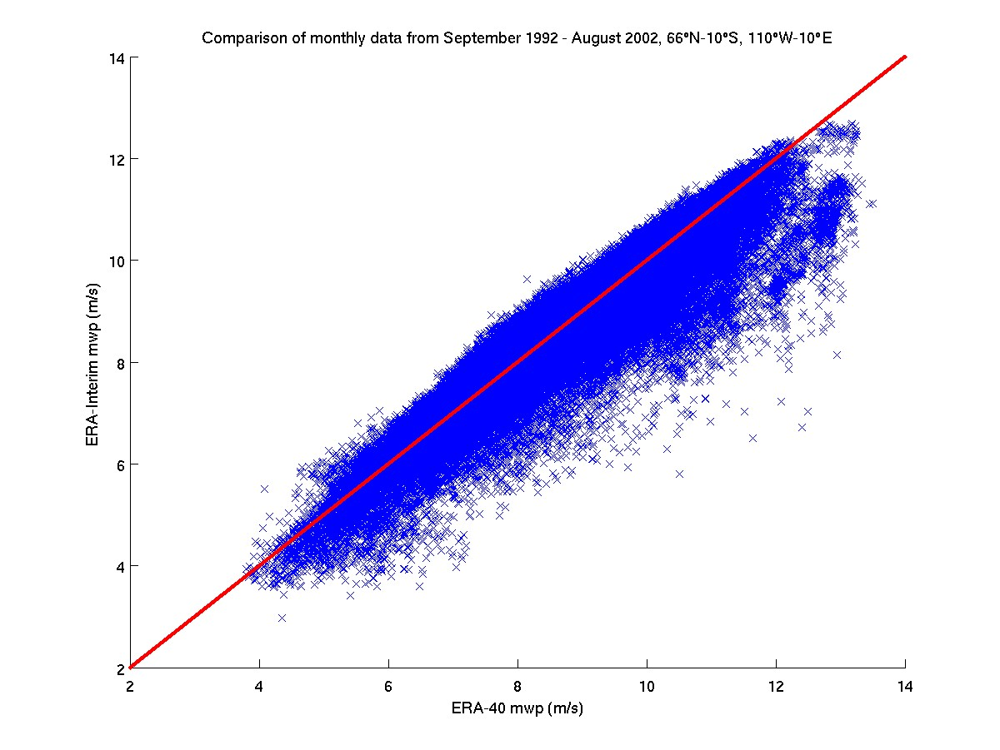 Comparison of monthly data from September 1992 - August 2002, 66°N-10°S, 110°W-10°E
14
12
10
8
6
4
2
ERA-Interim mwp (m/s)
2 4 6 8 10 12 14
ERA-40 mwp (m/s)